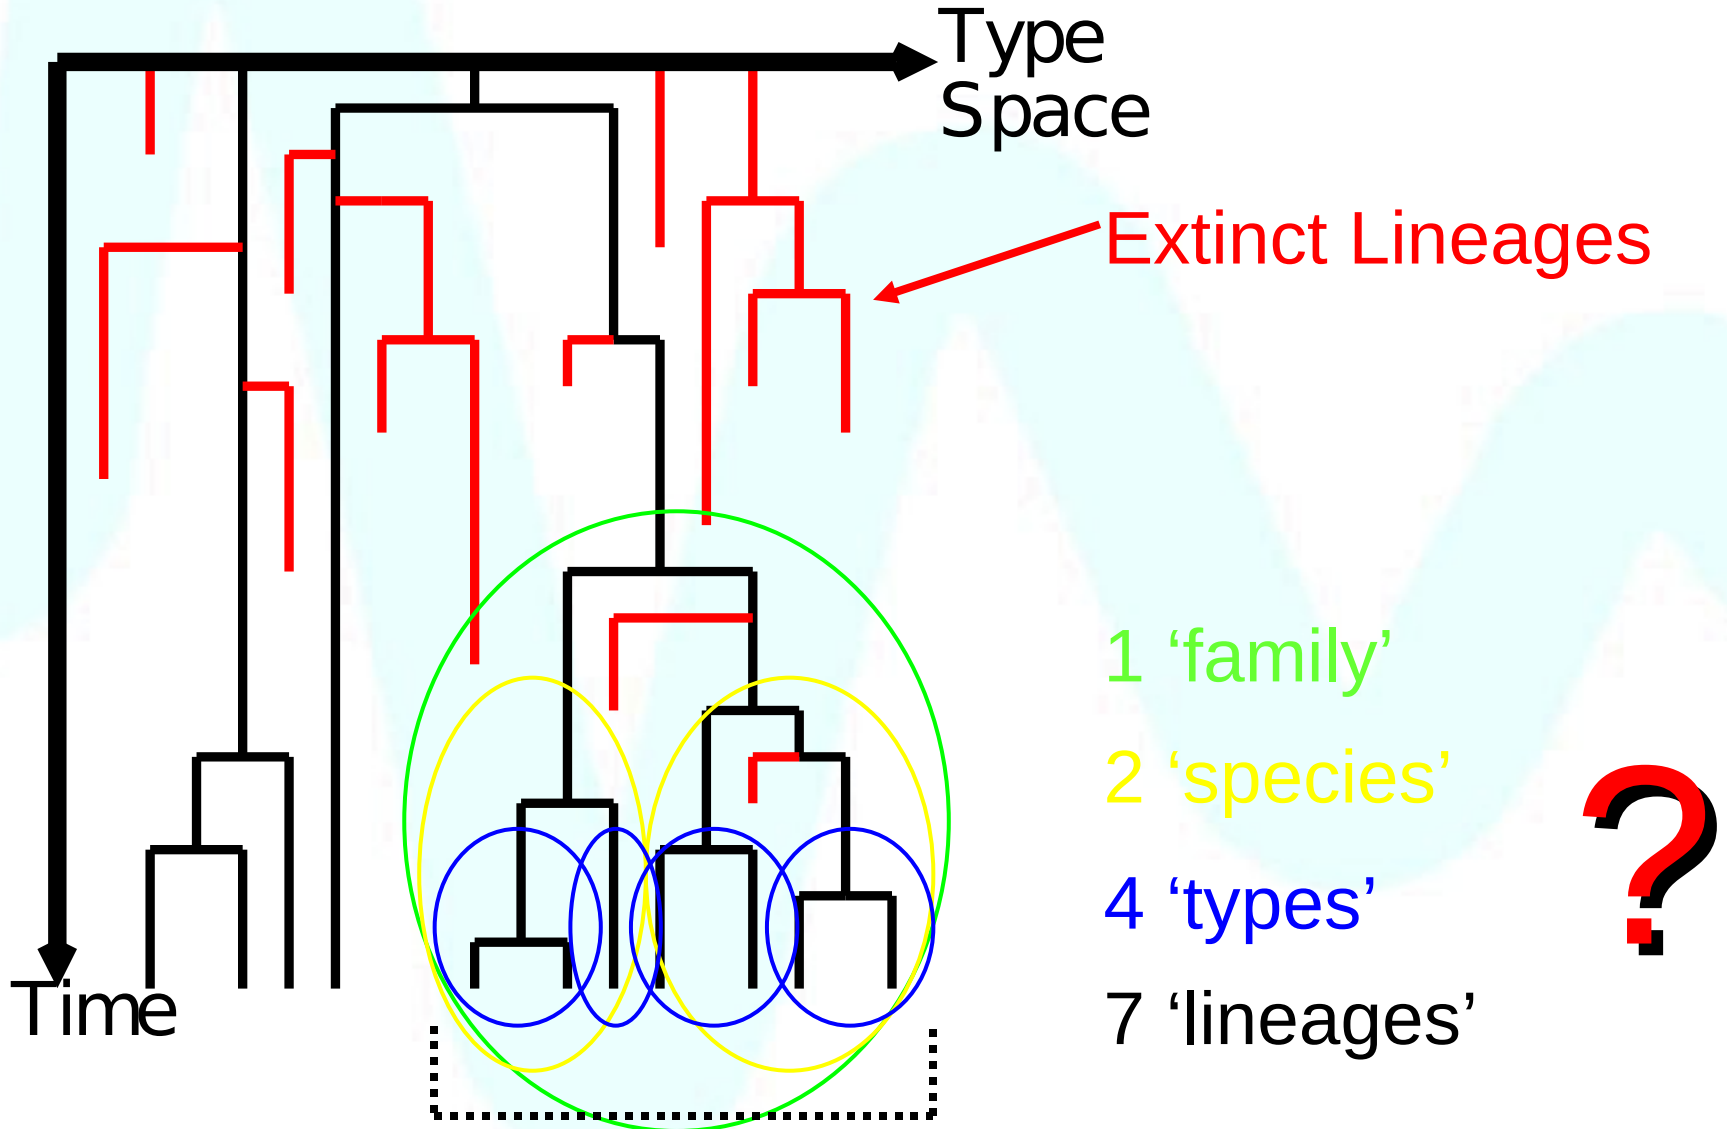 Type
Space
Extinct Lineages
1 ‘family’
2 ‘species’
4 ‘types’
7 ‘lineages’
?
Time